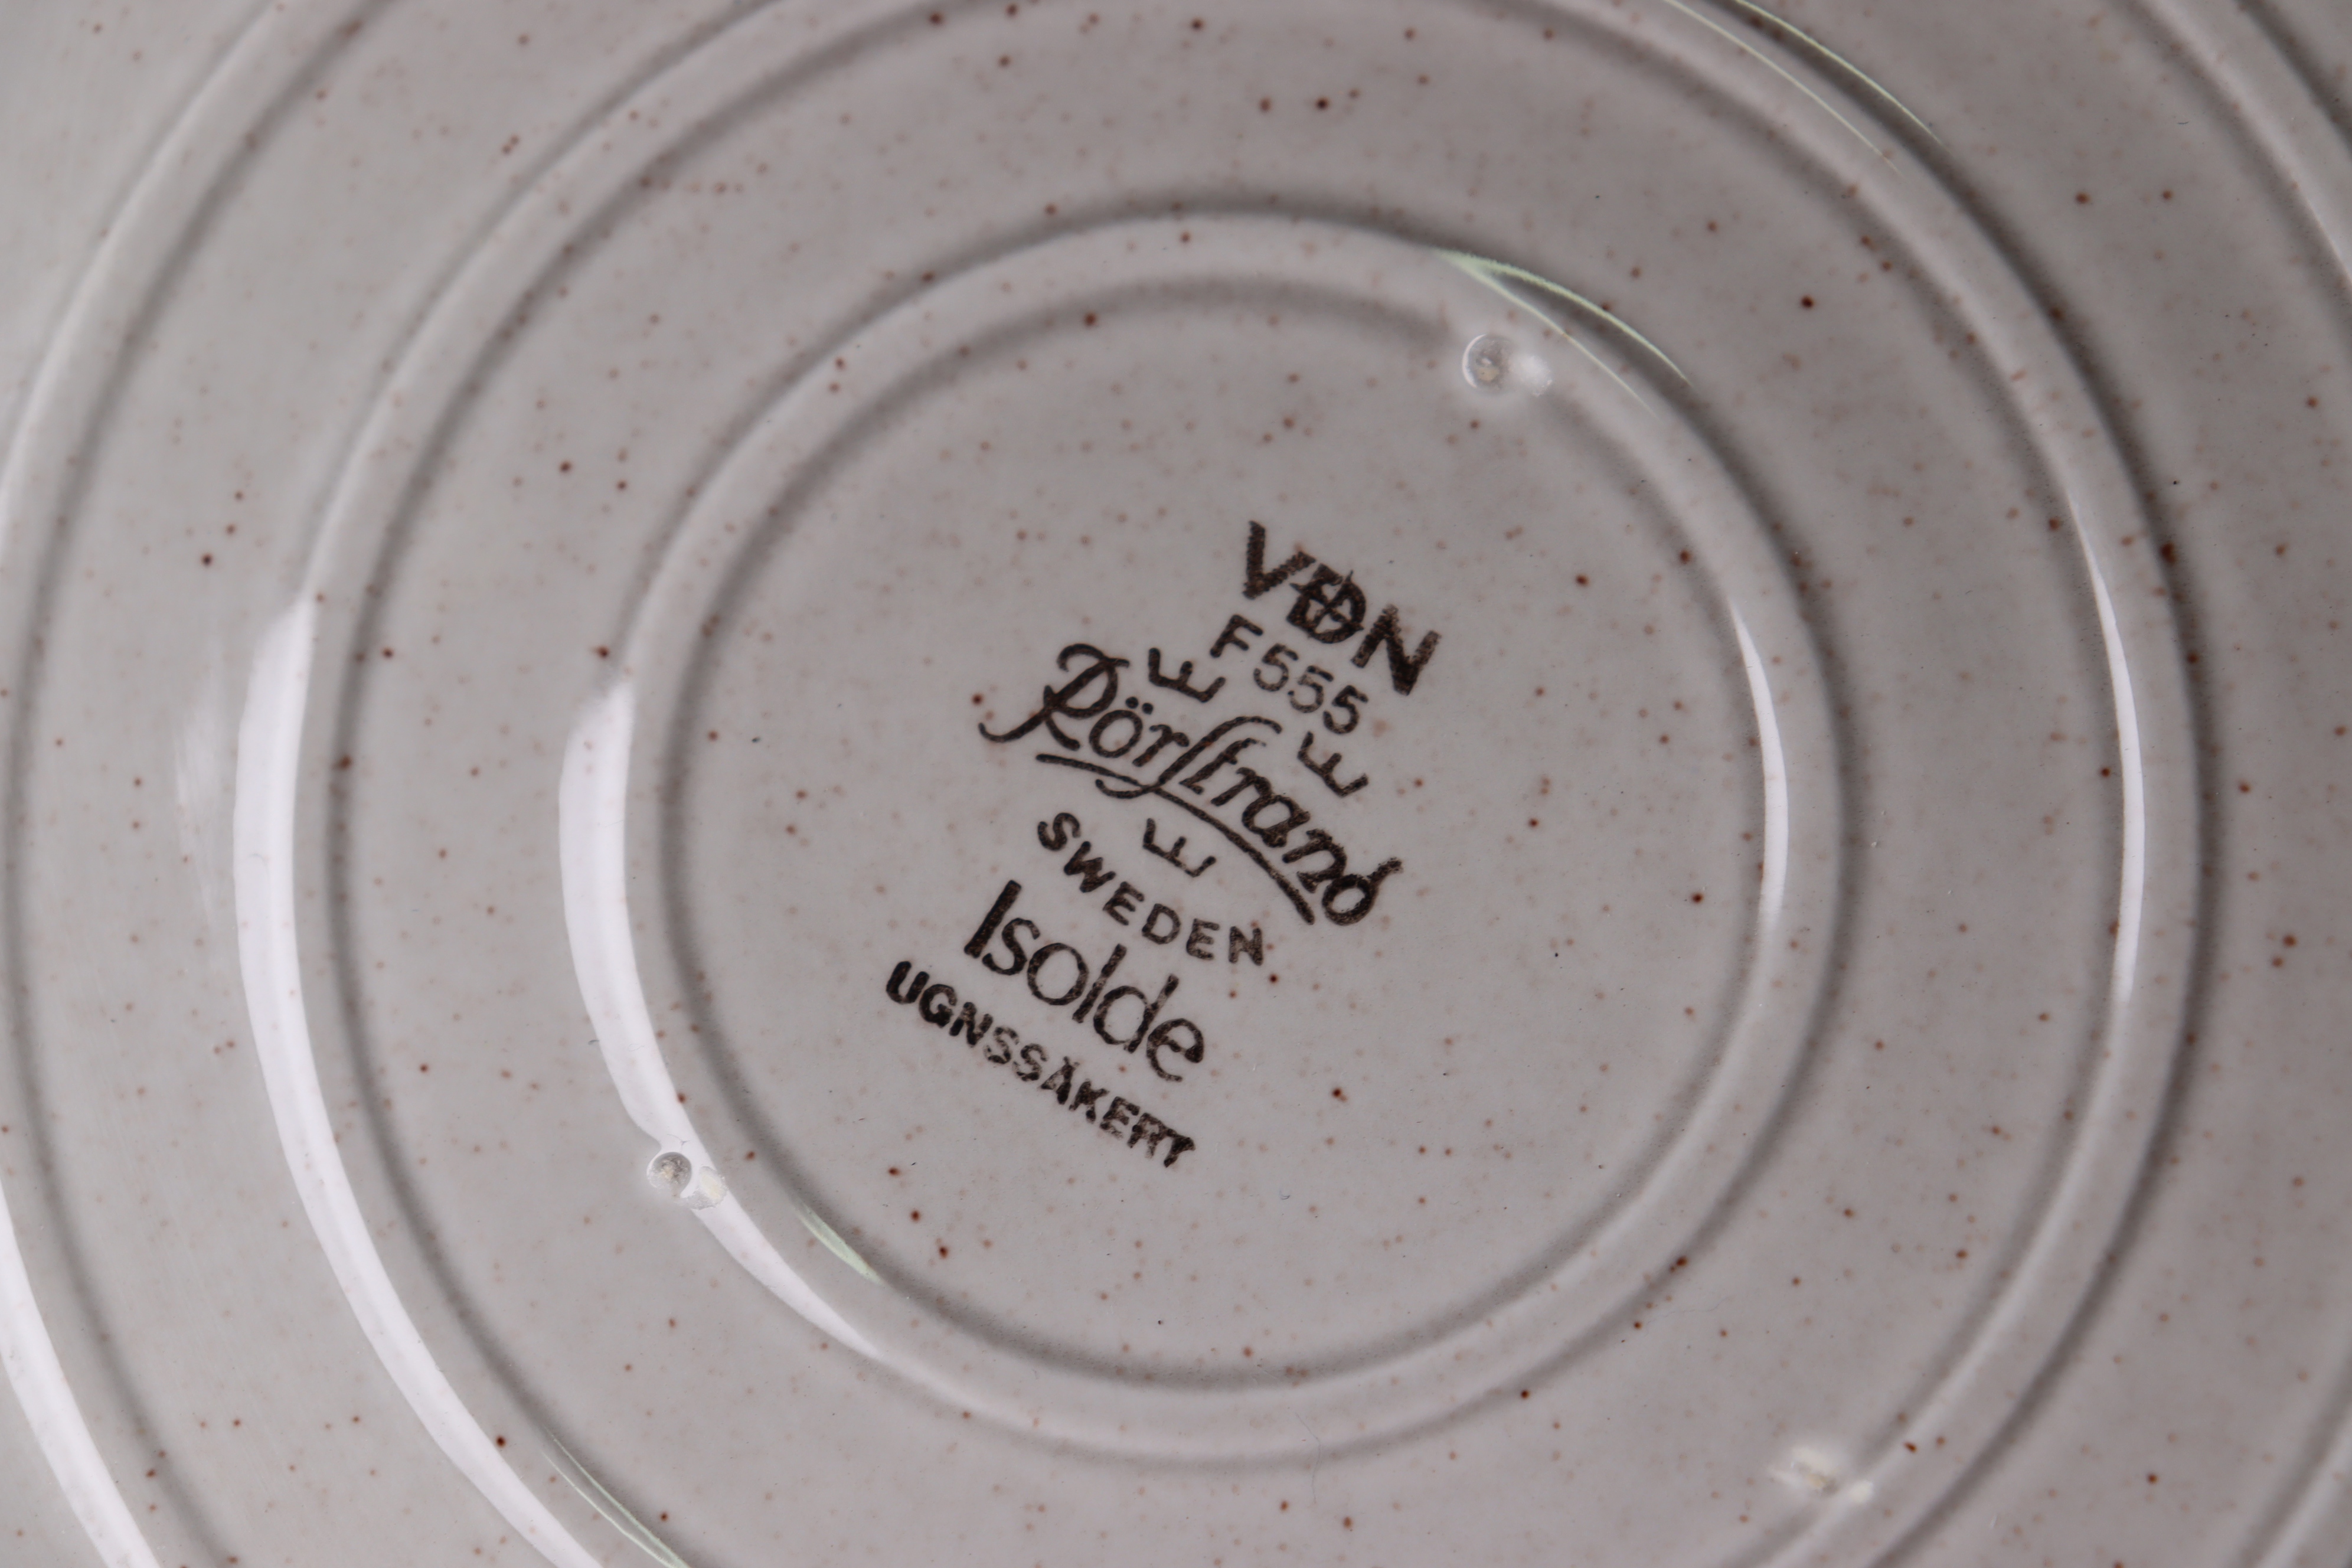 VDN
F555
Rörstrand
SWEDEN
Isolde
UGNSSÄKERT